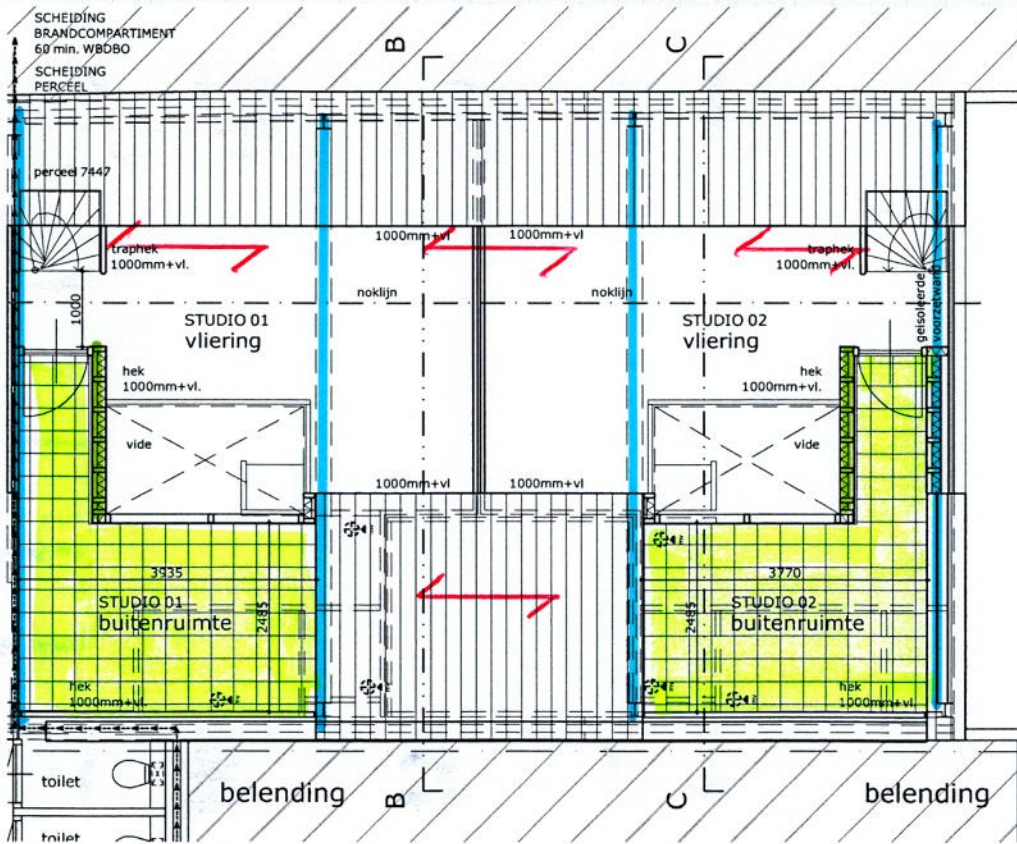 SCHEIDING
BRANDCOMPARTIMENT
60 min. WBDBO
SCHEIDING
PERCEEL
B
C
perceel 7447
traphek
1000mm+vl.
1000mm+vl
1000mm+vl
traphek
1000mm+vl.
noklijn
noklijn
1000
STUDIO 01
vliering
STUDIO 02
vliering
geisoleerde
voorzetwand
hek
1000mm+vl.
hek
1000mm+vl.
vide
vide
1000mm+vl
1000mm+vl
3935
2485
3770
2485
STUDIO 01
buitenruimte
STUDIO 02
buitenruimte
hek
1000mm+vl.
hek
1000mm+vl.
toilet
belending
B
C
belending
toilet